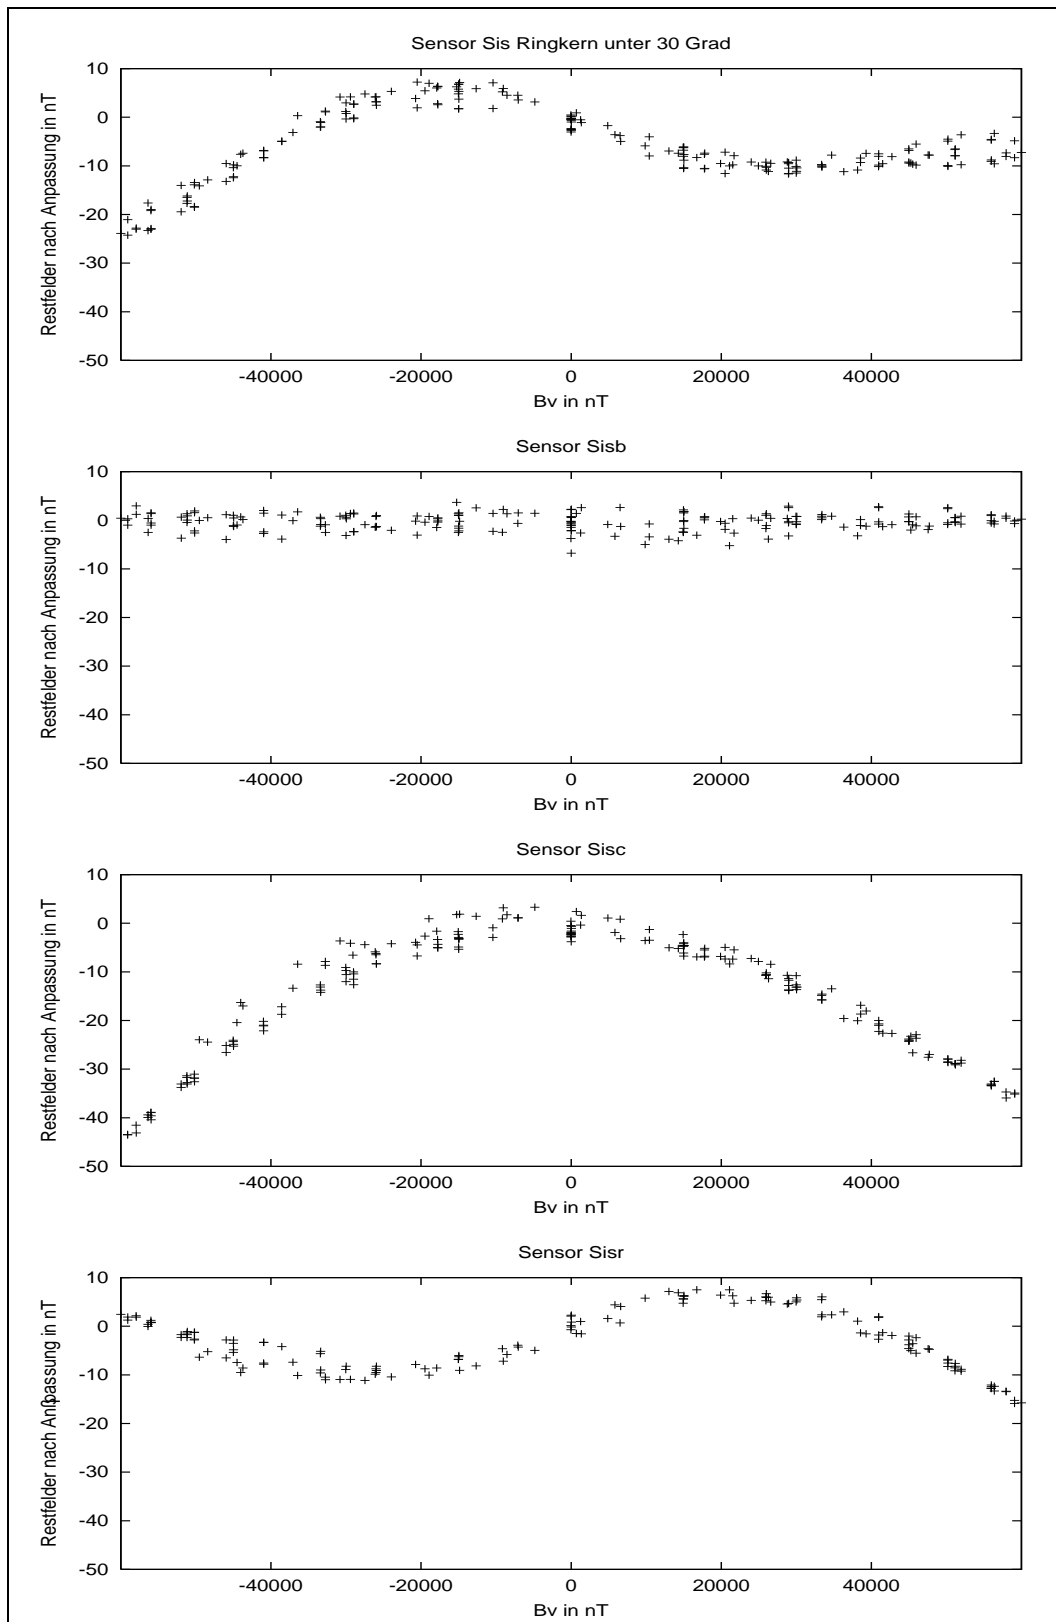 Sensor Sis Ringkern unter 30 Grad
Restfelder nach Anpassung in nT
10
0
-10
-20
-30
-40
-50
-40000 -20000 0 20000 40000
Bv in nT
Sensor Sisb
Restfelder nach Anpassung in nT
10
0
-10
-20
-30
-40
-50
-40000 -20000 0 20000 40000
Bv in nT
Sensor Sisc
Restfelder nach Anpassung in nT
10
0
-10
-20
-30
-40
-50
-40000 -20000 0 20000 40000
Bv in nT
Sensor Sisr
Restfelder nach Anpassung in nT
10
0
-10
-20
-30
-40
-50
-40000 -20000 0 20000 40000
Bv in nT